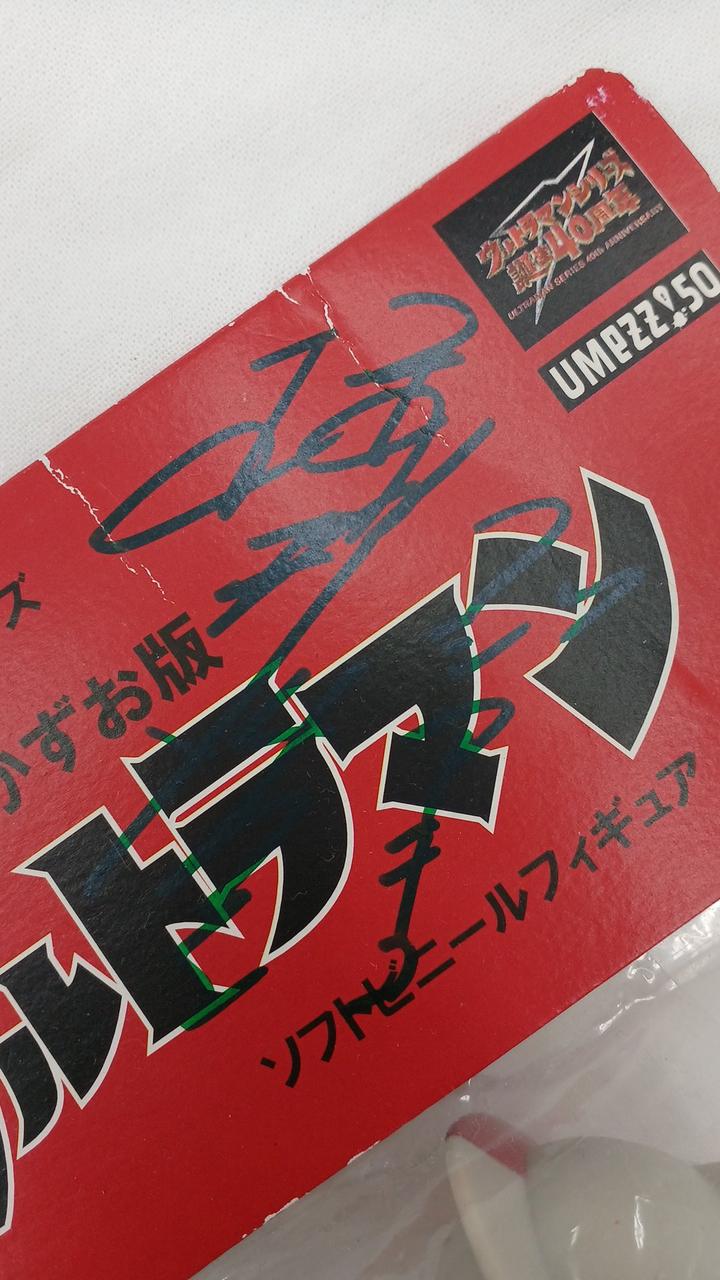 ウルトラマンシリーズ
誕生40周年
ULTRAMAN SERIES 40TH ANNIVERSARY
UMezz!50
ズ
かずお版
ルトラマン
ソフトビニールフィギュア